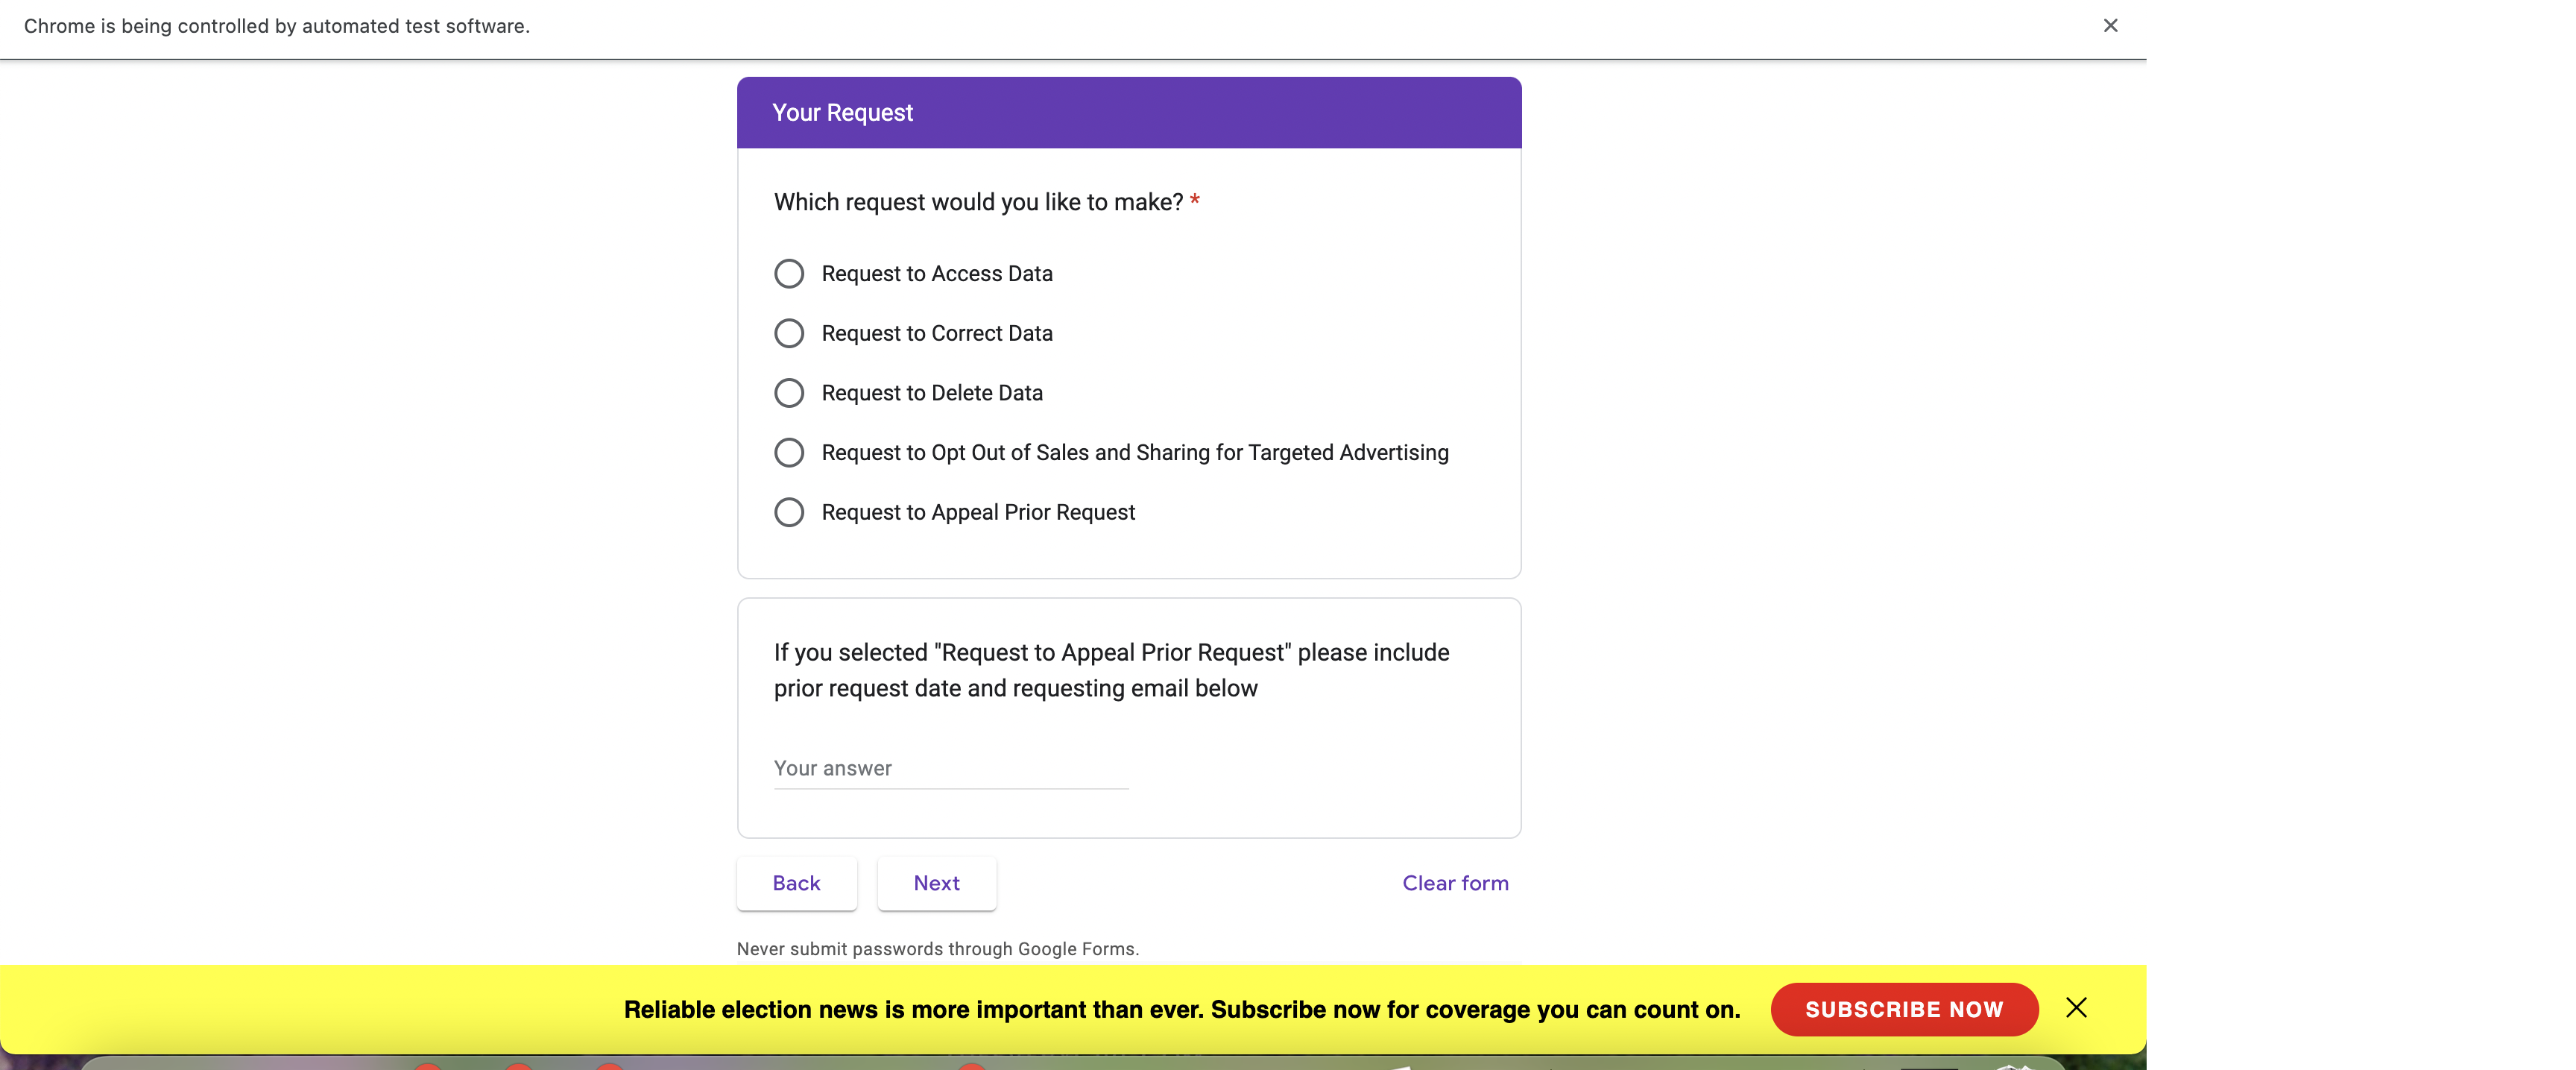 Chrome is being controlled by automated test software.
Your Request
Which request would you like to make? *
Request to Access Data
Request to Correct Data
Request to Delete Data
Request to Opt Out of Sales and Sharing for Targeted Advertising
Request to Appeal Prior Request
If you selected "Request to Appeal Prior Request" please include
prior request date and requesting email below
Your answer
Back
Next
Clear form
Never submit passwords through Google Forms.
Reliable election news is more important than ever. Subscribe now for coverage you can count on.
SUBSCRIBE NOW